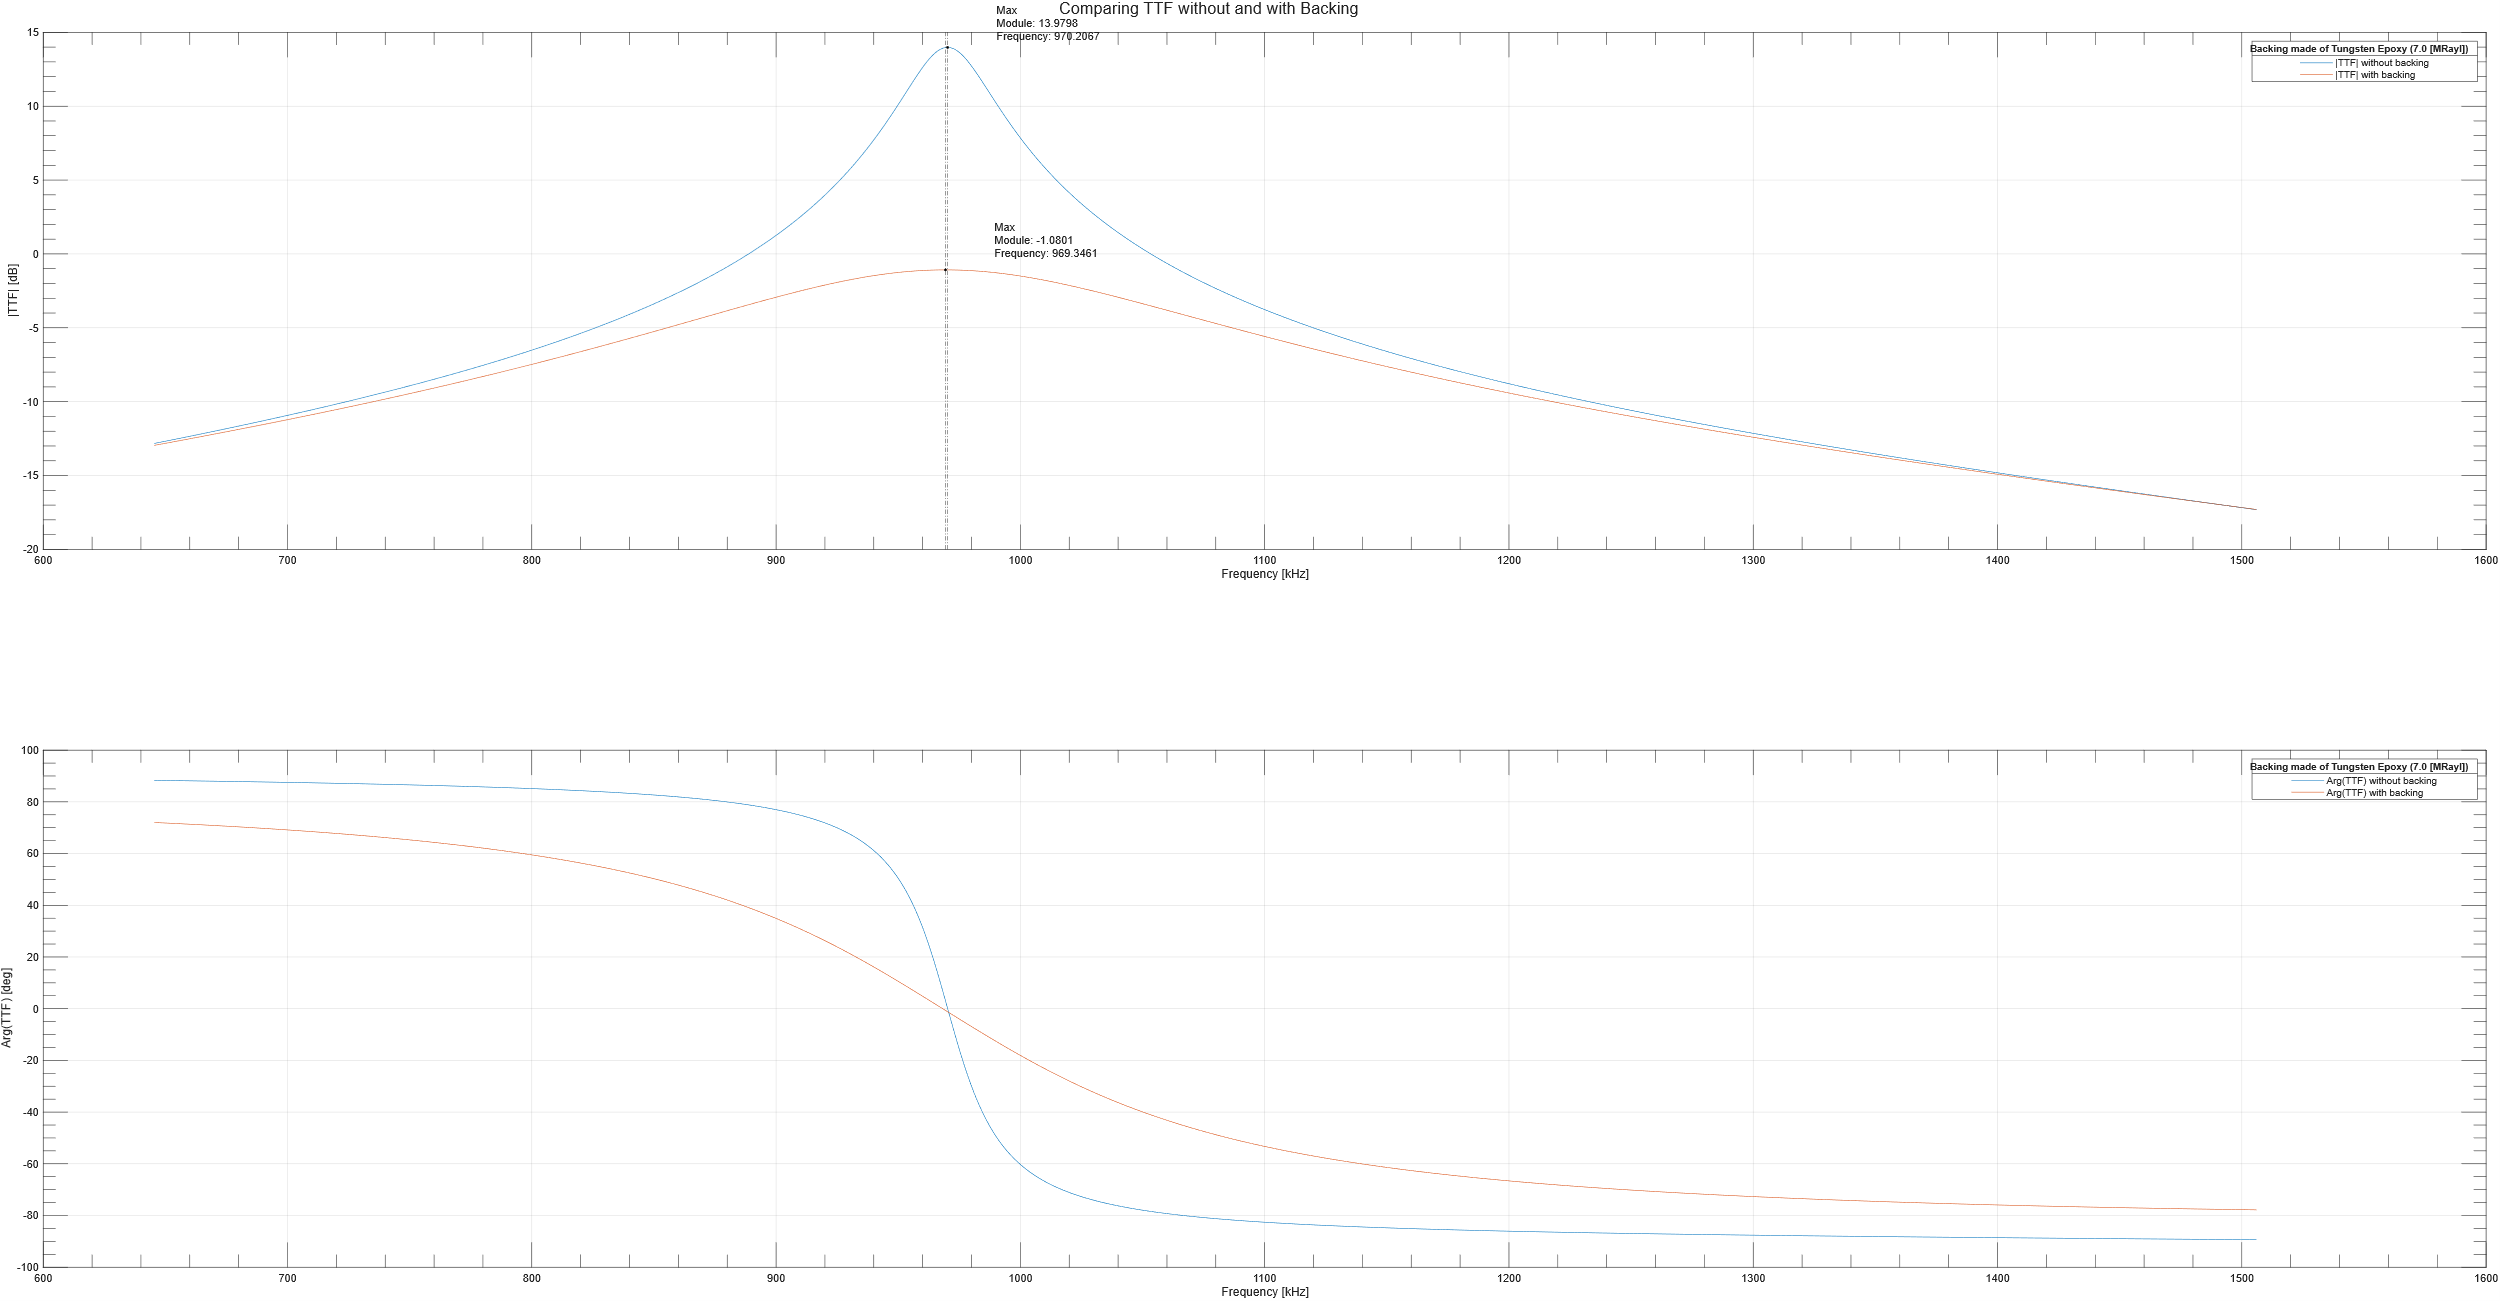 Comparing TTF without and with Backing
Max
Module: 13.9798
Frequency: 970.2067
15
10
5
0
-5
-10
-15
-20
|TTF| [dB]
Backing made of Tungsten Epoxy (7.0 [MRayl])
|TTF| without backing
|TTF| with backing
Max
Module: -1.0801
Frequency: 969.3461
600 700 800 900 1000 1100 1200 1300 1400 1500 1600
Frequency [kHz]
100
80
60
40
20
0
-20
-40
-60
-80
-100
Arg(TTF) [deg]
Backing made of Tungsten Epoxy (7.0 [MRayl])
Arg(TTF) without backing
Arg(TTF) with backing
600 700 800 900 1000 1100 1200 1300 1400 1500 1600
Frequency [kHz]